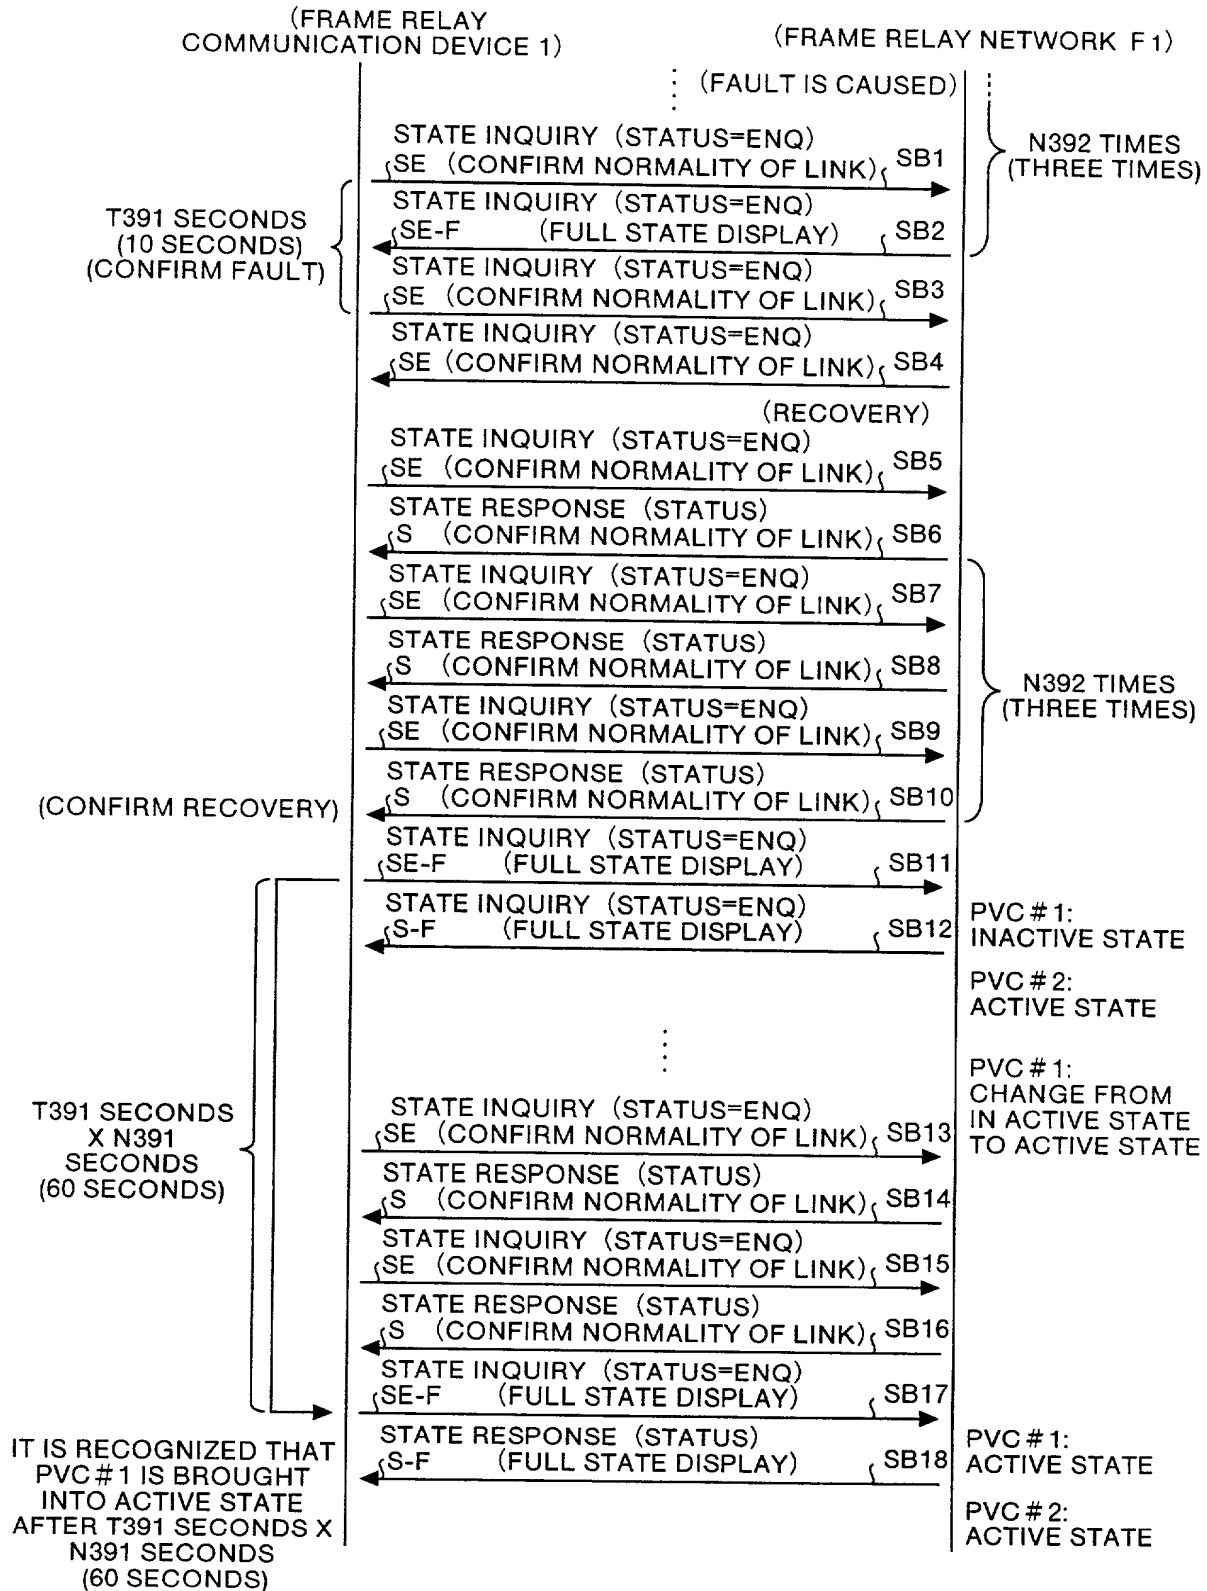 (FRAME RELAY
COMMUNICATION DEVICE 1)
(FRAME RELAY NETWORK F1)
(FAULT IS CAUSED)
STATE INQUIRY (STATUS=ENQ)
SE (CONFIRM NORMALITY OF LINK) SB1
N392 TIMES
(THREE TIMES)
T391 SECONDS
(10 SECONDS)
(CONFIRM FAULT)
STATE INQUIRY (STATUS=ENQ)
SE-F (FULL STATE DISPLAY) SB2
STATE INQUIRY (STATUS=ENQ)
SE (CONFIRM NORMALITY OF LINK) SB3
STATE INQUIRY (STATUS=ENQ)
SE (CONFIRM NORMALITY OF LINK) SB4
(RECOVERY)
STATE INQUIRY (STATUS=ENQ)
SE (CONFIRM NORMALITY OF LINK) SB5
STATE RESPONSE (STATUS)
S (CONFIRM NORMALITY OF LINK) SB6
STATE INQUIRY (STATUS=ENQ)
SE (CONFIRM NORMALITY OF LINK) SB7
STATE RESPONSE (STATUS)
S (CONFIRM NORMALITY OF LINK) SB8
N392 TIMES
(THREE TIMES)
STATE INQUIRY (STATUS=ENQ)
SE (CONFIRM NORMALITY OF LINK) SB9
STATE RESPONSE (STATUS)
S (CONFIRM NORMALITY OF LINK) SB10
(CONFIRM RECOVERY)
STATE INQUIRY (STATUS=ENQ)
SE-F (FULL STATE DISPLAY) SB11
STATE INQUIRY (STATUS=ENQ)
S-F (FULL STATE DISPLAY) SB12
PVC#1:
INACTIVE STATE
PVC#2:
ACTIVE STATE
PVC#1:
CHANGE FROM
IN ACTIVE STATE
TO ACTIVE STATE
T391 SECONDS
X N391
SECONDS
(60 SECONDS)
STATE INQUIRY (STATUS=ENQ)
SE (CONFIRM NORMALITY OF LINK) SB13
STATE RESPONSE (STATUS)
S (CONFIRM NORMALITY OF LINK) SB14
STATE INQUIRY (STATUS=ENQ)
SE (CONFIRM NORMALITY OF LINK) SB15
STATE RESPONSE (STATUS)
S (CONFIRM NORMALITY OF LINK) SB16
STATE INQUIRY (STATUS=ENQ)
SE-F (FULL STATE DISPLAY) SB17
STATE RESPONSE (STATUS)
S-F (FULL STATE DISPLAY) SB18
PVC#1:
ACTIVE STATE
PVC#2:
ACTIVE STATE
IT IS RECOGNIZED THAT
PVC#1 IS BROUGHT
INTO ACTIVE STATE
AFTER T391 SECONDS X
N391 SECONDS
(60 SECONDS)